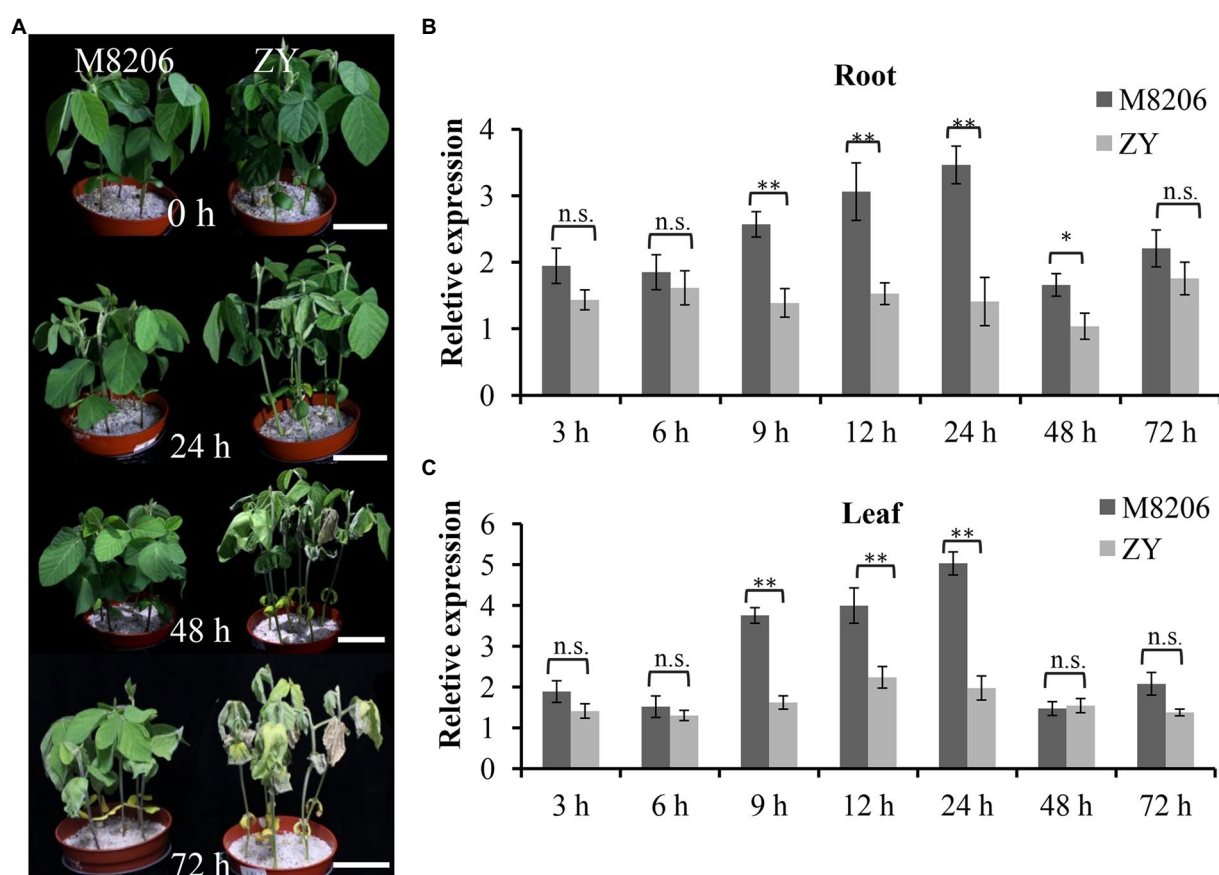 A
M8206 ZY
0 h
24 h
48 h
72 h
B
Root
M8206
ZY
Reletive expression
4
3
2
1
0
n.s. n.s. ** ** ** * n.s.
3 h 6 h 9 h 12 h 24 h 48 h 72 h
C
Leaf
M8206
ZY
Reletive expression
6
5
4
3
2
1
0
n.s. n.s. ** ** ** n.s. n.s.
3 h 6 h 9 h 12 h 24 h 48 h 72 h